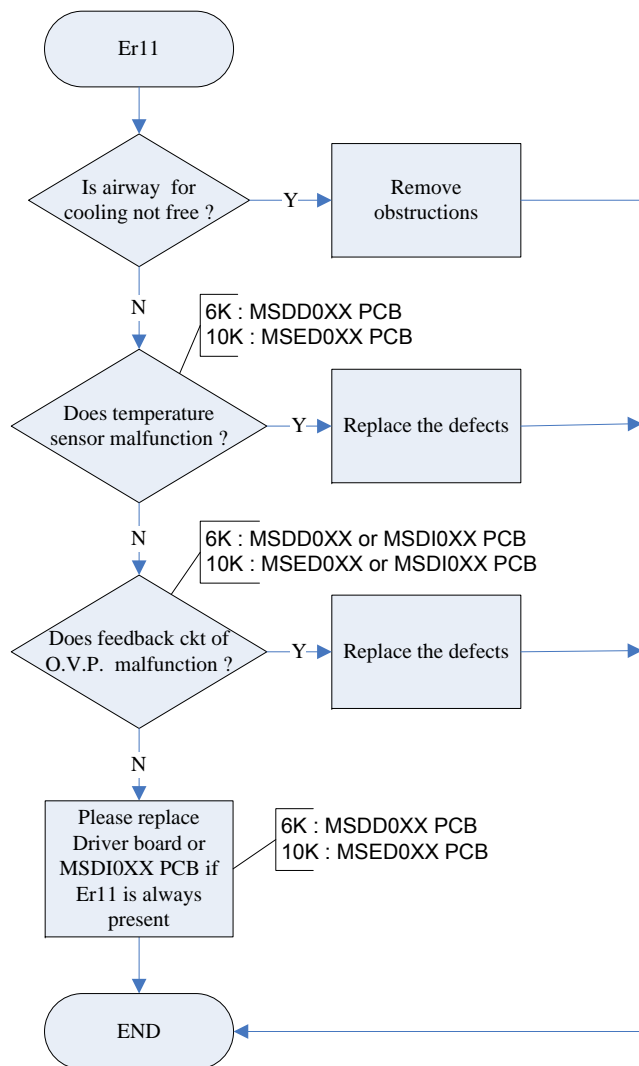 Er11
Is airway for
cooling not free ?
Y
Remove
obstructions
N
6K : MSDD0XX PCB
10K : MSED0XX PCB
Does temperature
sensor malfunction ?
Y
Replace the defects
N
6K : MSDD0XX or MSDI0XX PCB
10K : MSED0XX or MSDI0XX PCB
Does feedback ckt of
O.V.P. malfunction ?
Y
Replace the defects
N
Please replace
Driver board or
MSDI0XX PCB if
Er11 is always
present
6K : MSDD0XX PCB
10K : MSED0XX PCB
END